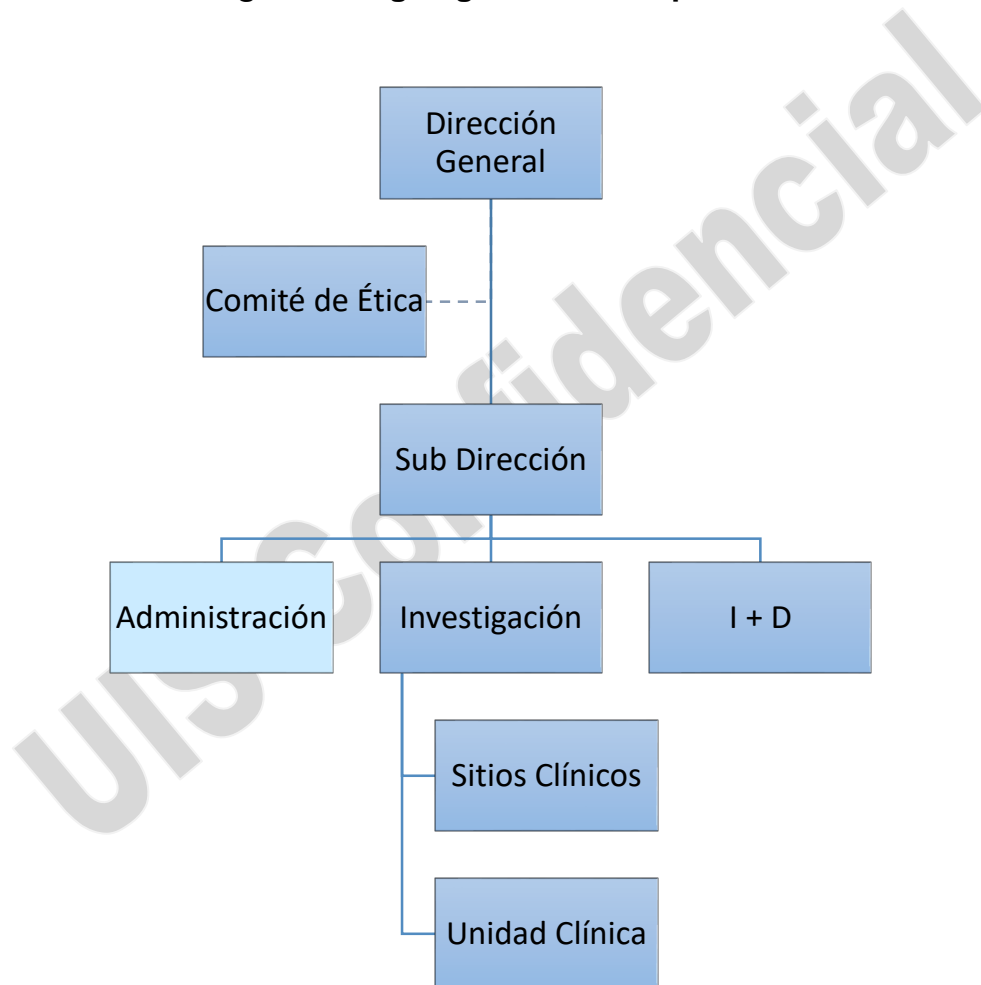 Dirección
General
Comité de Ética
Sub Dirección
Administración
Investigación
I + D
Sitios Clínicos
Unidad Clínica
UIS Confidencial